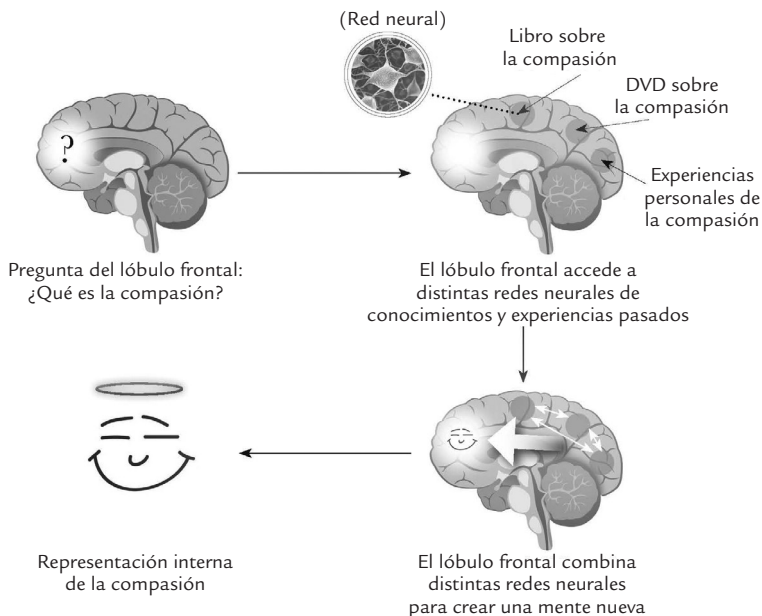 (Red neural)
Libro sobre
la compasión
DVD sobre
la compasión
?
Experiencias
personales de
la compasión
Pregunta del lóbulo frontal:
¿Qué es la compasión?
El lóbulo frontal accede a
distintas redes neurales de
conocimientos y experiencias pasados
Representación interna
de la compasión
El lóbulo frontal combina
distintas redes neurales
para crear una mente nueva